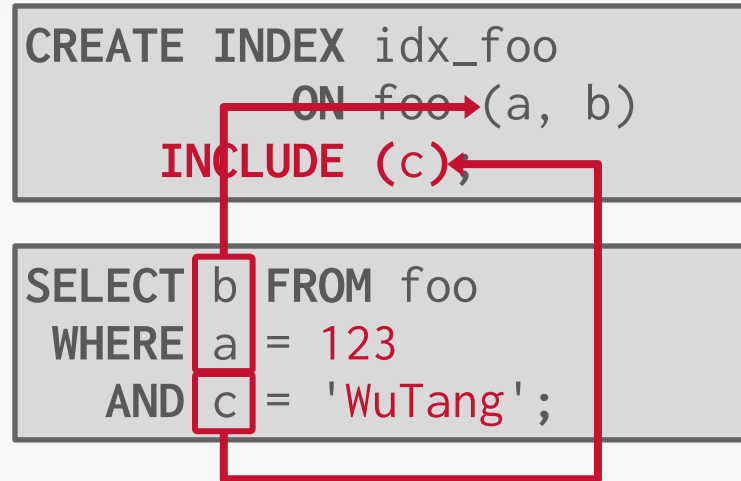 CREATE INDEX idx_foo
ON foo (a, b)
INCLUDE (c);
SELECT b FROM foo
WHERE a = 123
AND c = 'WuTang';